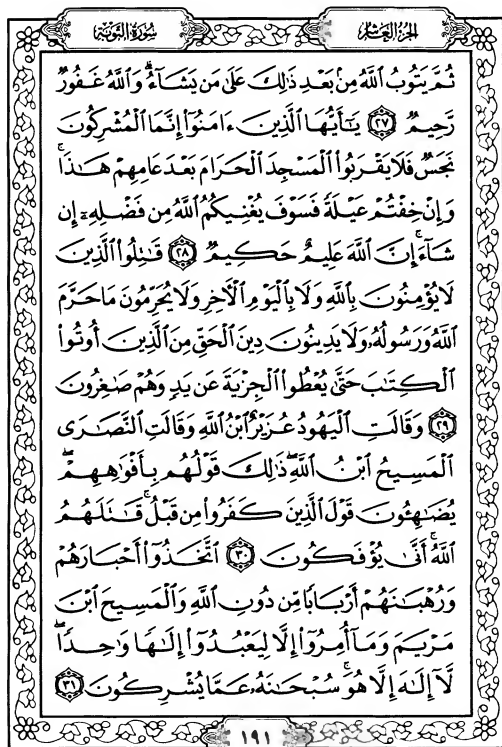 الجزء العاشر
سورة التوبة
ثُمَّ يَتُوبُ ٱللَّهُ مِنۢ بَعْدِ ذَٰلِكَ عَلَىٰ مَن يَشَآءُ ۗ وَٱللَّهُ غَفُورٌ
رَّحِيمٌ ٢٧ يَـٰٓأَيُّهَا ٱلَّذِينَ ءَامَنُوٓا۟ إِنَّمَا ٱلْمُشْرِكُونَ
نَجَسٌ فَلَا يَقْرَبُوا۟ ٱلْمَسْجِدَ ٱلْحَرَامَ بَعْدَ عَامِهِمْ هَـٰذَا ۚ
وَإِنْ خِفْتُمْ عَيْلَةً فَسَوْفَ يُغْنِيكُمُ ٱللَّهُ مِن فَضْلِهِۦٓ إِن
شَآءَ ۚ إِنَّ ٱللَّهَ عَلِيمٌ حَكِيمٌ ٢٨ قَـٰتِلُوا۟ ٱلَّذِينَ
لَا يُؤْمِنُونَ بِٱللَّهِ وَلَا بِٱلْيَوْمِ ٱلْـَٔاخِرِ وَلَا يُحَرِّمُونَ مَا حَرَّمَ
ٱللَّهُ وَرَسُولُهُۥ وَلَا يَدِينُونَ دِينَ ٱلْحَقِّ مِنَ ٱلَّذِينَ أُوتُوا۟
ٱلْكِتَـٰبَ حَتَّىٰ يُعْطُوا۟ ٱلْجِزْيَةَ عَن يَدٍ وَهُمْ صَـٰغِرُونَ
٢٩ وَقَالَتِ ٱلْيَهُودُ عُزَيْرٌ ٱبْنُ ٱللَّهِ وَقَالَتِ ٱلنَّصَـٰرَى
ٱلْمَسِيحُ ٱبْنُ ٱللَّهِ ۖ ذَٰلِكَ قَوْلُهُم بِأَفْوَٰهِهِمْ ۖ
يُضَـٰهِـُٔونَ قَوْلَ ٱلَّذِينَ كَفَرُوا۟ مِن قَبْلُ ۚ قَـٰتَلَهُمُ
ٱللَّهُ ۚ أَنَّىٰ يُؤْفَكُونَ ٣٠ ٱتَّخَذُوٓا۟ أَحْبَارَهُمْ
وَرُهْبَـٰنَهُمْ أَرْبَابًا مِّن دُونِ ٱللَّهِ وَٱلْمَسِيحَ ٱبْنَ
مَرْيَمَ وَمَآ أُمِرُوٓا۟ إِلَّا لِيَعْبُدُوٓا۟ إِلَـٰهًا وَٰحِدًا ۖ
لَّآ إِلَـٰهَ إِلَّا هُوَ ۚ سُبْحَـٰنَهُۥ عَمَّا يُشْرِكُونَ ٣١
١٩١